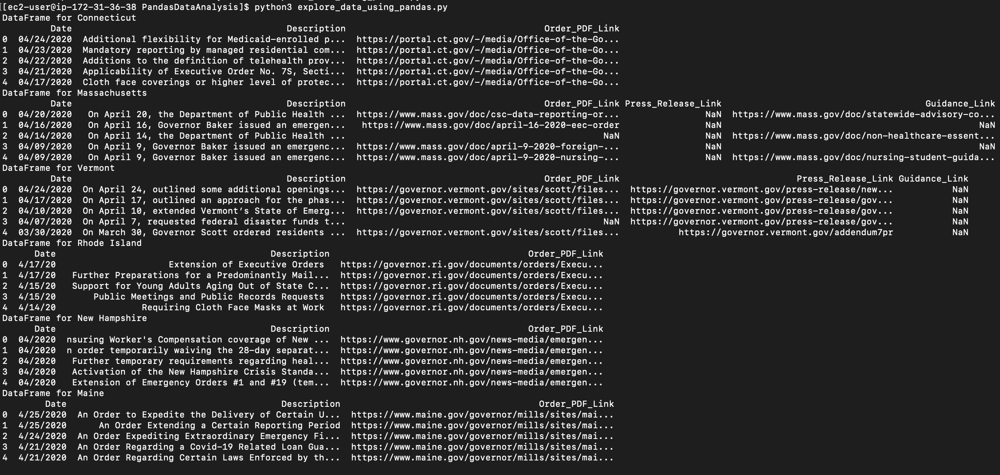 [[ec2-user@ip-172-31-36-38 PandasDataAnalysis]$ python3 explore_data_using_pandas.py
DataFrame for Connecticut
Date Description Order_PDF_Link
0 04/24/2020 Additional flexibility for Medicaid-enrolled p... https://portal.ct.gov/-/media/Office-of-the-Go...
1 04/23/2020 Mandatory reporting by managed residential com... https://portal.ct.gov/-/media/Office-of-the-Go...
2 04/22/2020 Additions to the definition of telehealth prov... https://portal.ct.gov/-/media/Office-of-the-Go...
3 04/21/2020 Applicability of Executive Order No. 7S, Secti... https://portal.ct.gov/-/media/Office-of-the-Go...
4 04/17/2020 Cloth face coverings or higher level of protec... https://portal.ct.gov/-/media/Office-of-the-Go...
DataFrame for Massachusetts
Date Description Order_PDF_Link Press_Release_Link Guidance_Link
0 04/20/2020 On April 20, the Department of Public Health ... https://www.mass.gov/doc/csc-data-reporting-or... NaN https://www.mass.gov/doc/statewide-advisory-co...
1 04/16/2020 On April 16, Governor Baker issued an emergen... https://www.mass.gov/doc/april-16-2020-eec-order NaN NaN
2 04/14/2020 On April 14, the Department of Public Health ... NaN NaN https://www.mass.gov/doc/non-healthcare-essent...
3 04/09/2020 On April 9, Governor Baker issued an emergenc... https://www.mass.gov/doc/april-9-2020-foreign-... NaN NaN
4 04/09/2020 On April 9, Governor Baker issued an emergenc... https://www.mass.gov/doc/april-9-2020-nursing-... NaN https://www.mass.gov/doc/nursing-student-guida...
DataFrame for Vermont
Date Description Order_PDF_Link Press_Release_Link Guidance_Link
0 04/24/2020 On April 24, outlined some additional openings... https://governor.vermont.gov/sites/scott/files... https://governor.vermont.gov/press-release/new... NaN
1 04/17/2020 On April 17, outlined an approach for the phas... https://governor.vermont.gov/sites/scott/files... https://governor.vermont.gov/press-release/gov... NaN
2 04/10/2020 On April 10, extended Vermont’s State of Emerg... https://governor.vermont.gov/sites/scott/files... https://governor.vermont.gov/press-release/gov... NaN
3 04/07/2020 On April 7, requested federal disaster funds t... NaN https://governor.vermont.gov/press-release/gov... NaN
4 03/30/2020 On March 30, Governor Scott ordered residents ... https://governor.vermont.gov/sites/scott/files... https://governor.vermont.gov/addendum7pr NaN
DataFrame for Rhode Island
Date Description Order_PDF_Link
0 4/17/20 Extension of Executive Orders https://governor.ri.gov/documents/orders/Execu...
1 4/17/20 Further Preparations for a Predominantly Mail... https://governor.ri.gov/documents/orders/Execu...
2 4/15/20 Support for Young Adults Aging Out of State C... https://governor.ri.gov/documents/orders/Execu...
3 4/15/20 Public Meetings and Public Records Requests https://governor.ri.gov/documents/orders/Execu...
4 4/14/20 Requiring Cloth Face Masks at Work https://governor.ri.gov/documents/orders/Execu...
DataFrame for New Hampshire
Date Description Order_PDF_Link
0 04/2020 nsuring Worker's Compensation coverage of New ... https://www.governor.nh.gov/news-media/emergen...
1 04/2020 n order temporarily waiving the 28-day separat... https://www.governor.nh.gov/news-media/emergen...
2 04/2020 Further temporary requirements regarding heal... https://www.governor.nh.gov/news-media/emergen...
3 04/2020 Activation of the New Hampshire Crisis Standa... https://www.governor.nh.gov/news-media/emergen...
4 04/2020 Extension of Emergency Orders #1 and #19 (tem... https://www.governor.nh.gov/news-media/emergen...
DataFrame for Maine
Date Description Order_PDF_Link
0 4/25/2020 An Order to Expedite the Delivery of Certain U... https://www.maine.gov/governor/mills/sites/mai...
1 4/25/2020 An Order Extending a Certain Reporting Period https://www.maine.gov/governor/mills/sites/mai...
2 4/24/2020 An Order Expediting Extraordinary Emergency Fi... https://www.maine.gov/governor/mills/sites/mai...
3 4/21/2020 An Order Regarding a Covid-19 Related Loan Gua... https://www.maine.gov/governor/mills/sites/mai...
4 4/21/2020 An Order Regarding Certain Laws Enforced by th... https://www.maine.gov/governor/mills/sites/mai...